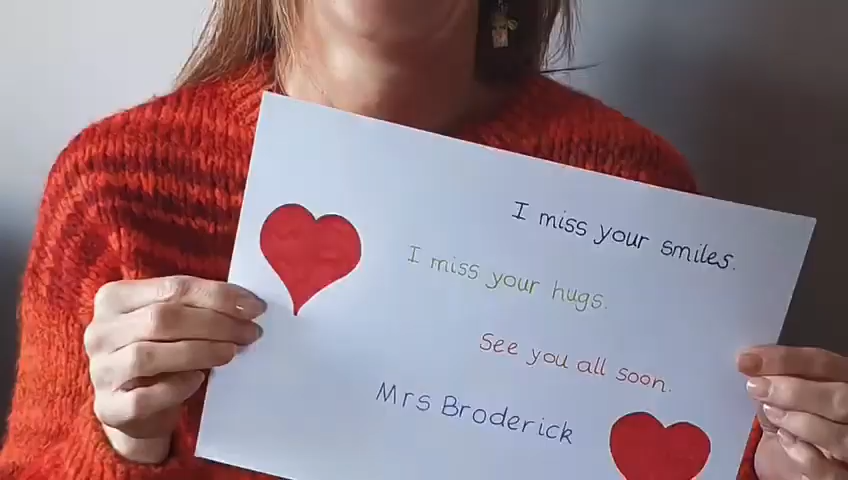 I miss your smiles.
I miss your hugs.
See you all soon.
Mrs Broderick